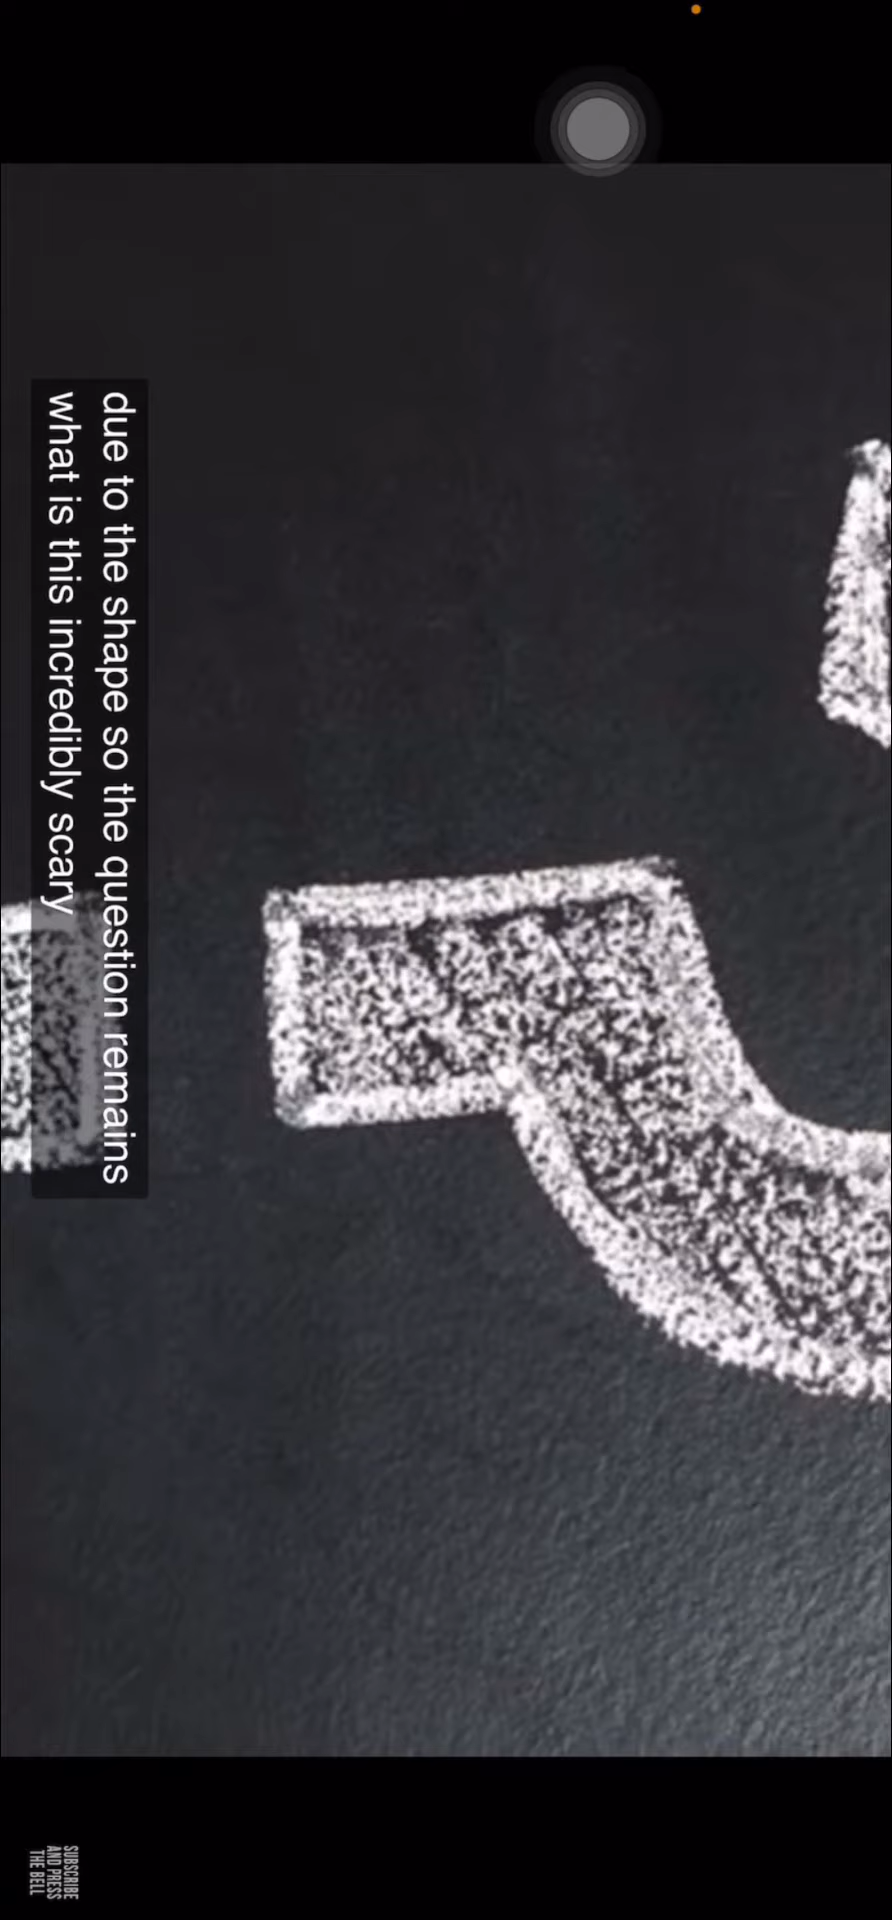 due to the shape so the question remains
what is this incredibly scary
SUBSCRIBE
AND PRESS
THE BELL